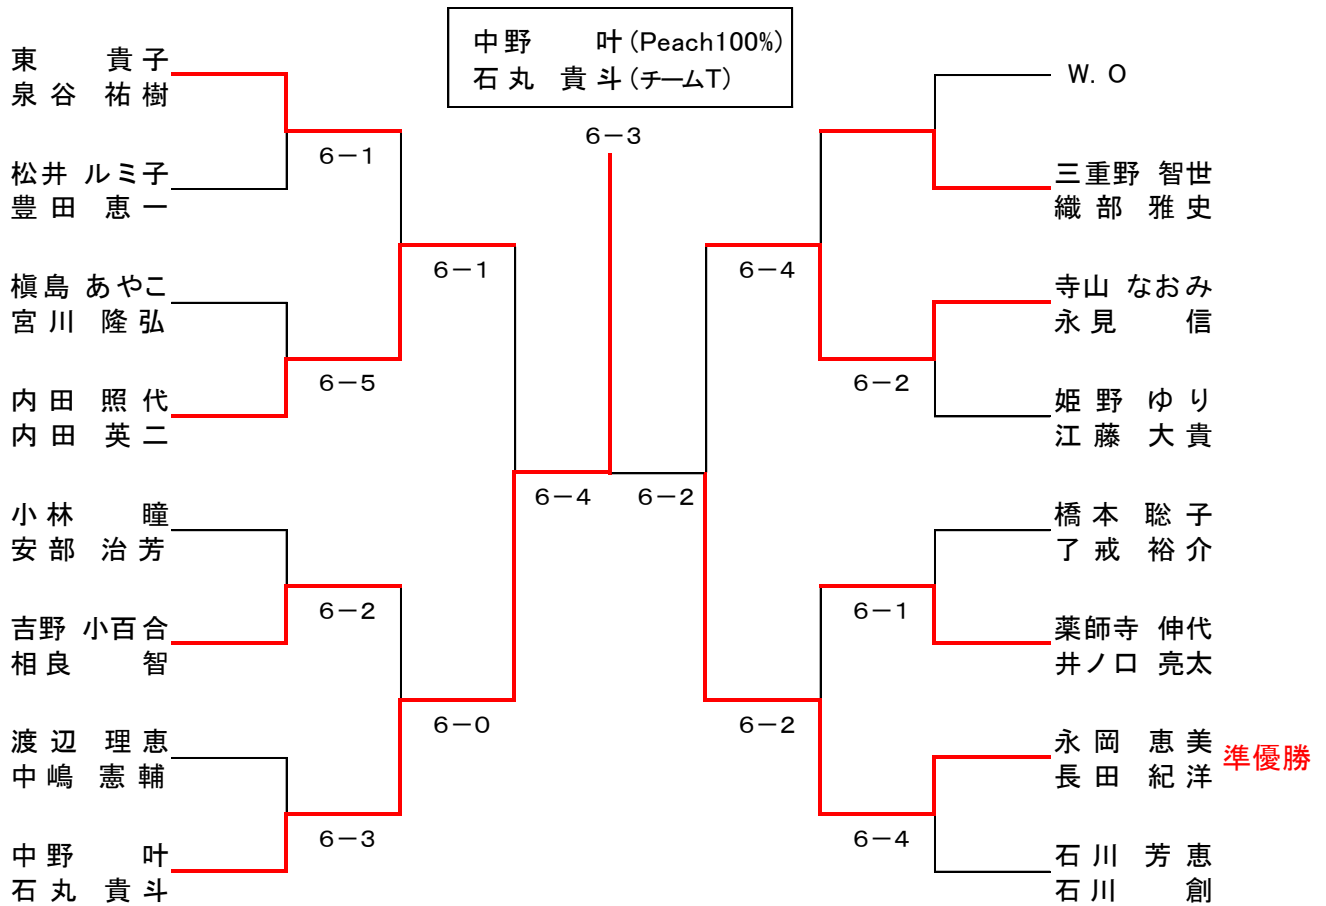 中野 叶 (Peach100%)
石丸 貴斗 (チームT)
6-3
東 貴子
泉谷 祐樹
6-1
松井 ルミ子
豊田 恵一
6-1
槇島 あやこ
宮川 隆弘
6-5
内田 照代
内田 英二
6-4
小林 瞳
安部 治芳
6-2
吉野 小百合
相良 智
6-0
渡辺 理恵
中嶋 憲輔
6-3
中野 叶
石丸 貴斗
W.O
三重野 智世
織部 雅史
6-4
寺山 なおみ
永見 信
6-2
姫野 ゆり
江藤 大貴
6-2
橋本 聡子
了戒 裕介
6-1
薬師寺 伸代
井ノ口 亮太
6-2
永岡 恵美
長田 紀洋
準優勝
6-4
石川 芳恵
石川 創